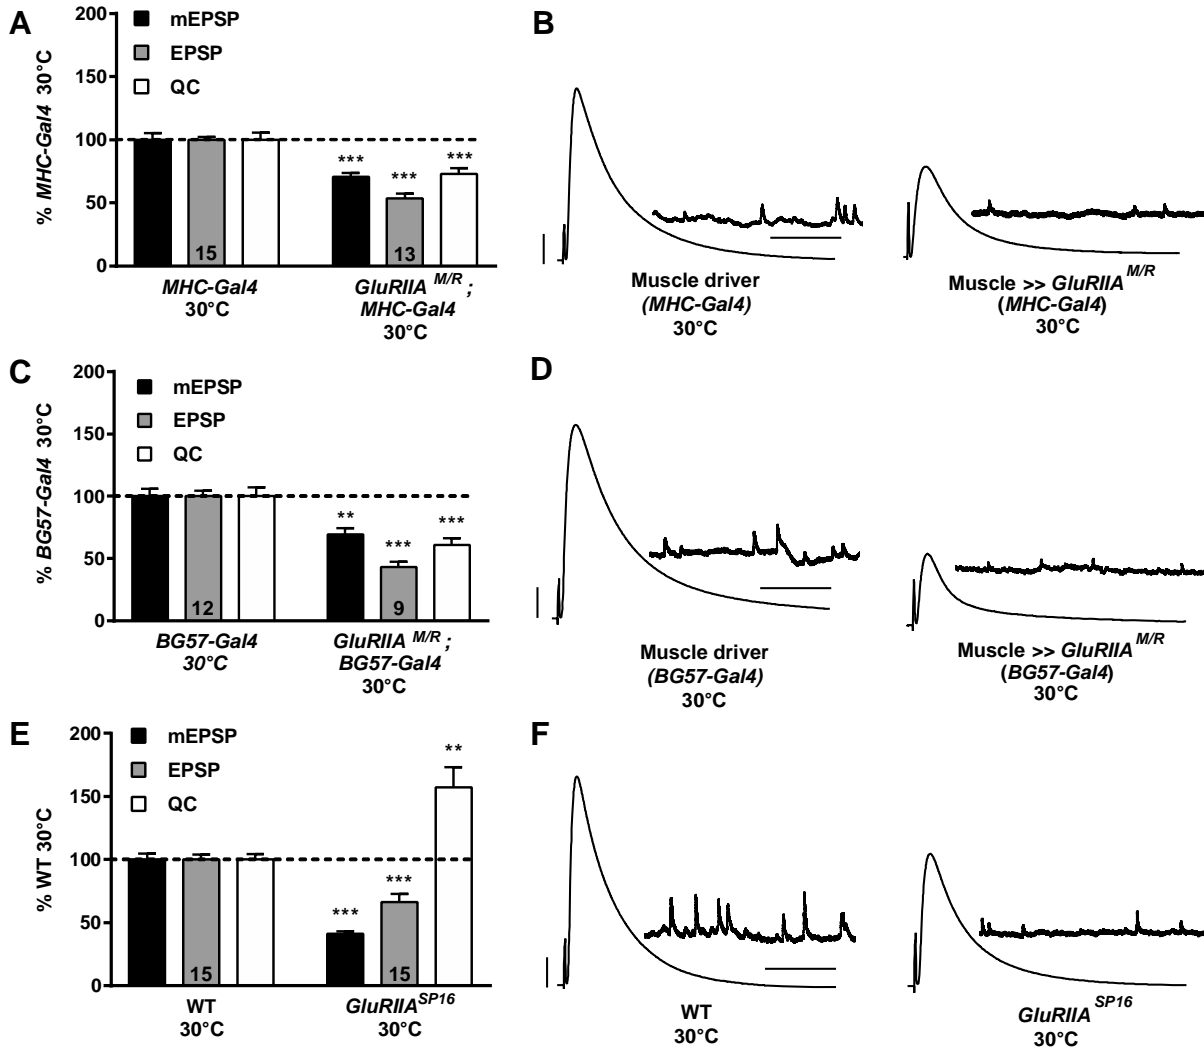 A
200
150
100
50
0
% MHC-Gal4 30°C
mEPSP
EPSP
QC
***
***
***
15
13
MHC-Gal4
30°C
GluRIIA M/R ;
MHC-Gal4
30°C
B
Muscle driver
(MHC-Gal4)
30°C
Muscle >> GluRIIA M/R
(MHC-Gal4)
30°C
C
200
150
100
50
0
% BG57-Gal4 30°C
mEPSP
EPSP
QC
**
***
***
12
9
BG57-Gal4
30°C
GluRIIA M/R ;
BG57-Gal4
30°C
D
Muscle driver
(BG57-Gal4)
30°C
Muscle >> GluRIIA M/R
(BG57-Gal4)
30°C
E
200
150
100
50
0
% WT 30°C
mEPSP
EPSP
QC
***
***
**
15
15
WT
30°C
GluRIIA SP16
30°C
F
WT
30°C
GluRIIA SP16
30°C